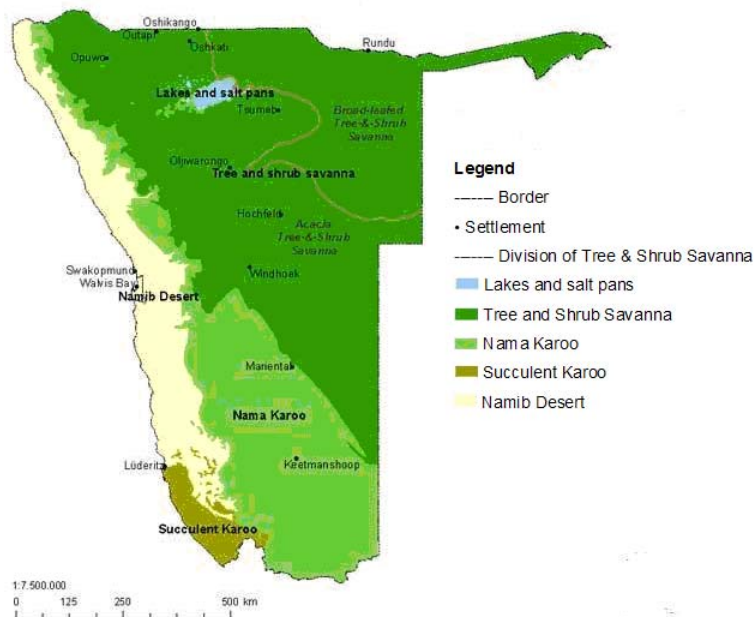 Oshikango
Outapi
Oshkati
Rundu
Opuwo
Lakes and salt pans
Tsumeb
Broad-leafed
Tree-&-Shrub
Savanna
Otjiwarongo
Tree and shrub savanna
Hochfeld
Acacia
Tree-&-Shrub
Savanna
Swakopmund
Walvis Bay
Windhoek
Namib Desert
Mariental
Nama Karoo
Lüderitz
Keetmanshoop
Succulent Karoo
Legend
------- Border
• Settlement
------- Division of Tree & Shrub Savanna
Lakes and salt pans
Tree and Shrub Savanna
Nama Karoo
Succulent Karoo
Namib Desert
1:7.500.000
0 125 250 500 km